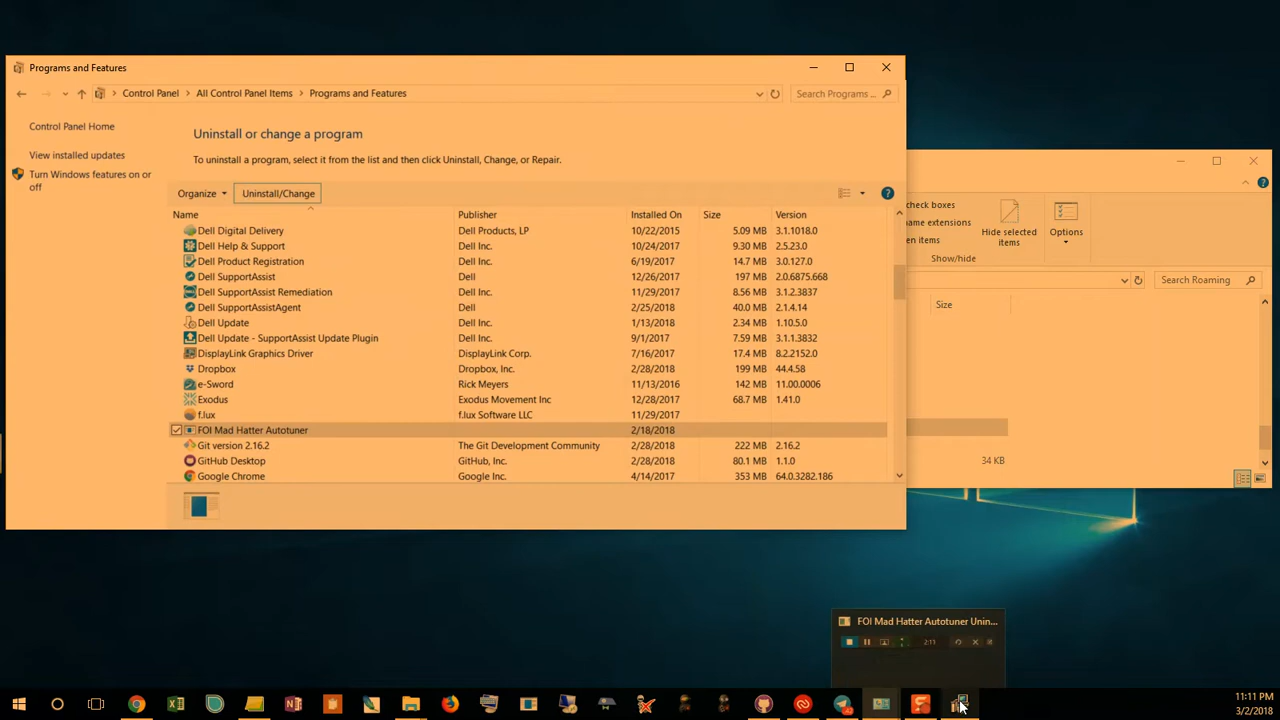 Programs and Features
Control Panel > All Control Panel Items > Programs and Features
Search Programs ...
Control Panel Home
View installed updates
Turn Windows features on or
off
Uninstall or change a program
To uninstall a program, select it from the list and then click Uninstall, Change, or Repair.
Organize Uninstall/Change
Name Publisher Installed On Size Version
Dell Digital Delivery Dell Products, LP 10/22/2015 5.09 MB 3.1.1018.0
Dell Help & Support Dell Inc. 10/24/2017 9.30 MB 2.5.23.0
Dell Product Registration Dell Inc. 6/19/2017 14.7 MB 3.0.127.0
Dell SupportAssist Dell 12/26/2017 197 MB 2.0.6875.668
Dell SupportAssist Remediation Dell Inc. 11/29/2017 8.56 MB 3.1.2.3837
Dell SupportAssistAgent Dell 2/25/2018 40.0 MB 2.1.4.14
Dell Update Dell Inc. 1/13/2018 2.34 MB 1.10.5.0
Dell Update - SupportAssist Update Plugin Dell Inc. 9/1/2017 7.59 MB 3.1.1.3832
DisplayLink Graphics Driver DisplayLink Corp. 7/16/2017 17.4 MB 8.2.2152.0
Dropbox Dropbox, Inc. 2/28/2018 199 MB 44.4.58
e-Sword Rick Meyers 11/13/2016 142 MB 11.00.0006
Exodus Exodus Movement Inc 12/28/2017 68.7 MB 1.41.0
f.lux f.lux Software LLC 11/29/2017
FOI Mad Hatter Autotuner 2/18/2018
Git version 2.16.2 The Git Development Community 2/28/2018 222 MB 2.16.2
GitHub Desktop GitHub, Inc. 2/28/2018 80.1 MB 1.1.0
Google Chrome Google Inc. 4/14/2017 353 MB 64.0.3282.186
check boxes
name extensions
en items
Hide selected
items
Options
Show/hide
Search Roaming
Size
34 KB
FOI Mad Hatter Autotuner Unin...
2:11
11:11 PM
3/2/2018